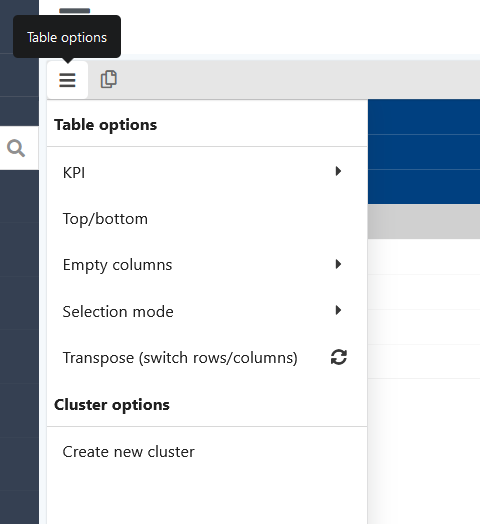 Table options
Table options
KPI
Top/bottom
Empty columns
Selection mode
Transpose (switch rows/columns)
Cluster options
Create new cluster